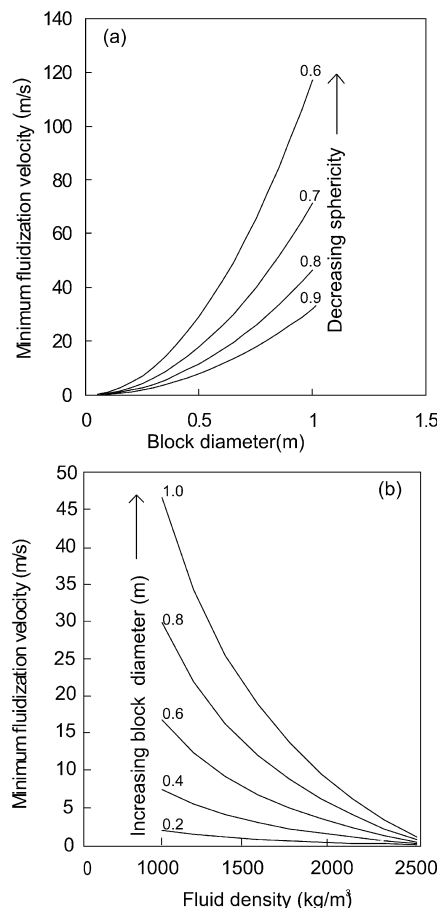 (a)
140
120
100
80
60
40
20
0
Minimum fluidization velocity (m/s)
0.6
0.7
0.8
0.9
Decreasing sphericity
0 0.5 1 1.5
Block diameter(m)
(b)
50
45
40
35
30
25
20
15
10
5
0
Minimum fluidization velocity (m/s)
1.0
0.8
0.6
0.4
0.2
Increasing block diameter (m)
0 1000 1500 2000 2500
Fluid density (kg/m³)